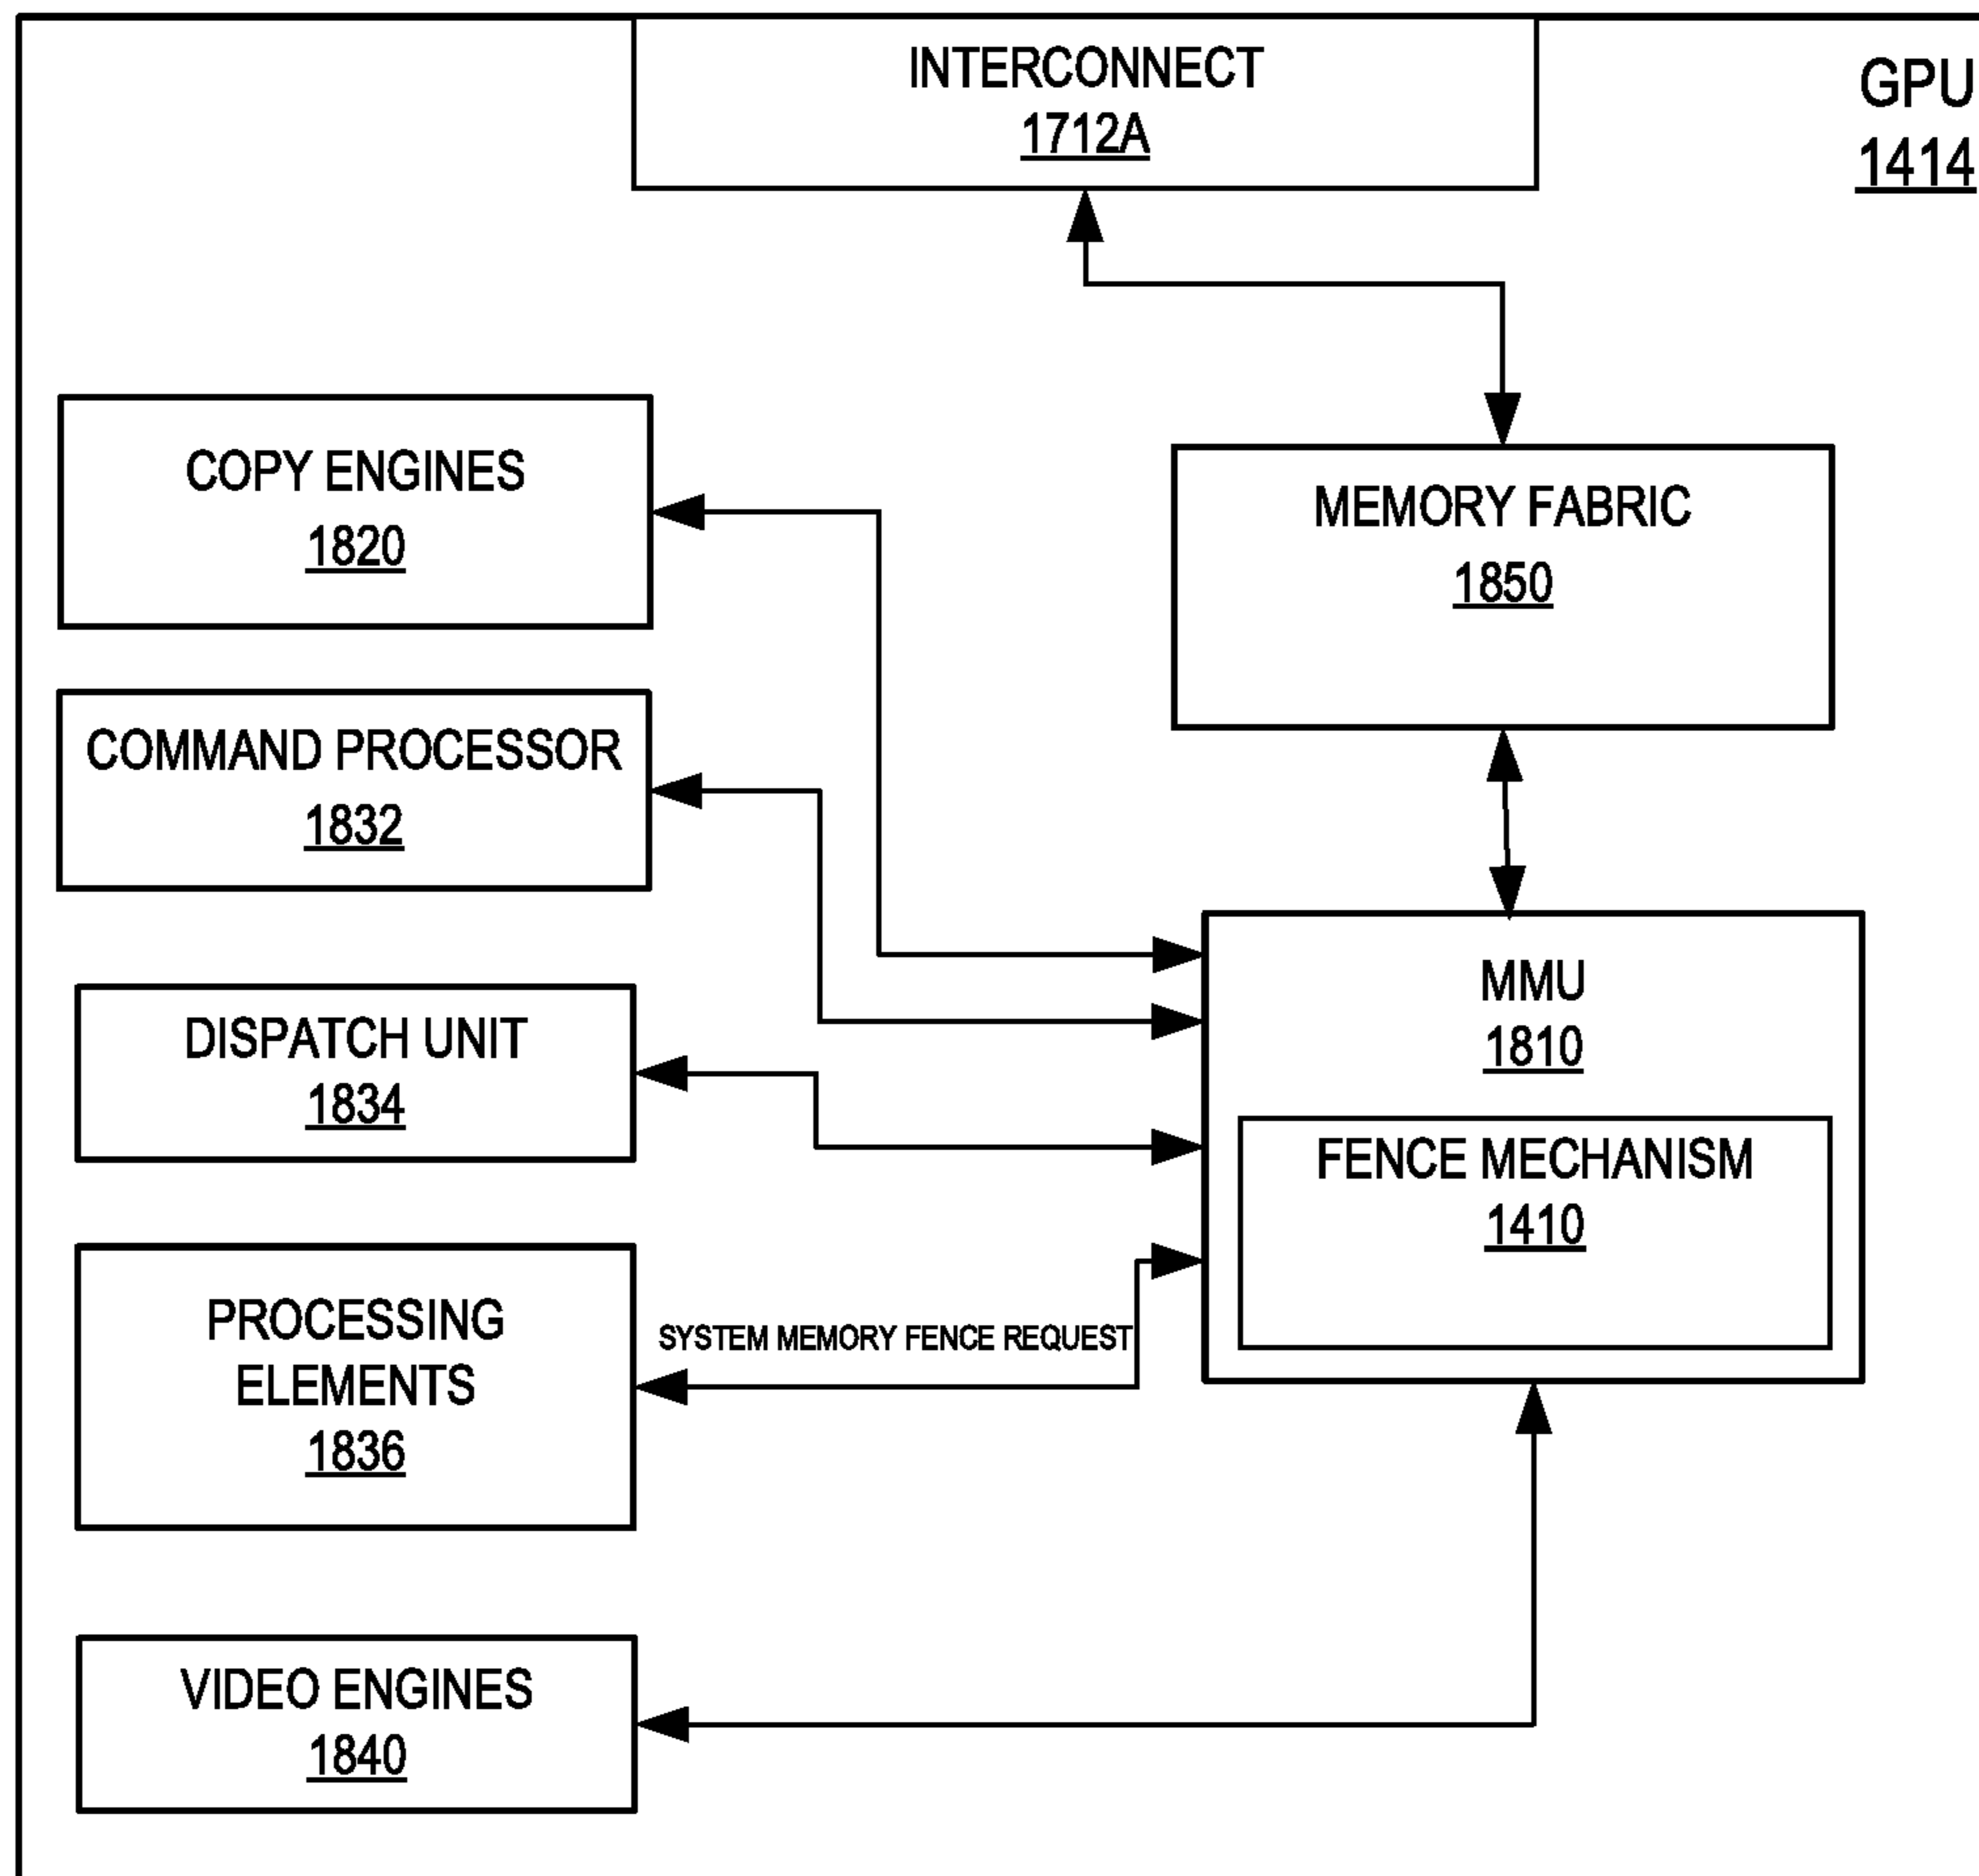 INTERCONNECT
1712A
GPU
1414
COPY ENGINES
1820
MEMORY FABRIC
1850
COMMAND PROCESSOR
1832
MMU
1810
DISPATCH UNIT
1834
FENCE MECHANISM
1410
PROCESSING
ELEMENTS
1836
SYSTEM MEMORY FENCE REQUEST
VIDEO ENGINES
1840